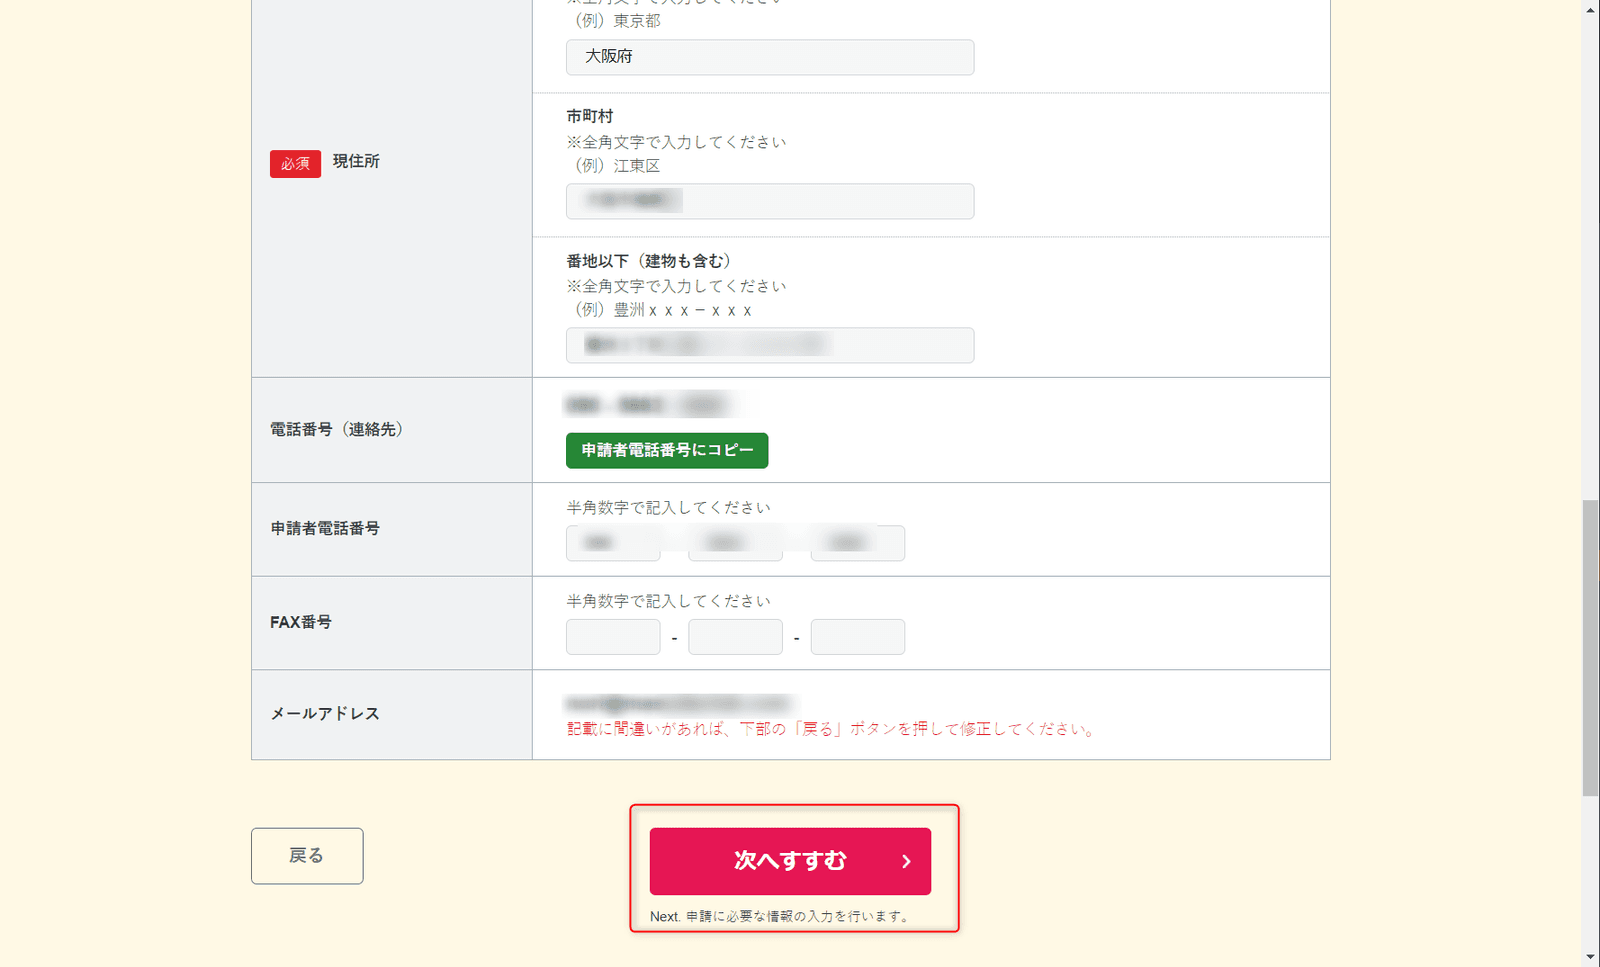 ※全角文字で入力してください
（例）東京都
大阪府
市町村
※全角文字で入力してください
（例）江東区
必須 現住所
番地以下（建物も含む）
※全角文字で入力してください
（例）豊洲ｘｘｘ－ｘｘｘ
電話番号（連絡先）
申請者電話番号にコピー
申請者電話番号
半角数字で記入してください
FAX番号
半角数字で記入してください
- -
メールアドレス
記載に間違いがあれば、下部の「戻る」ボタンを押して修正してください。
戻る
次へすすむ
Next. 申請に必要な情報の入力を行います。